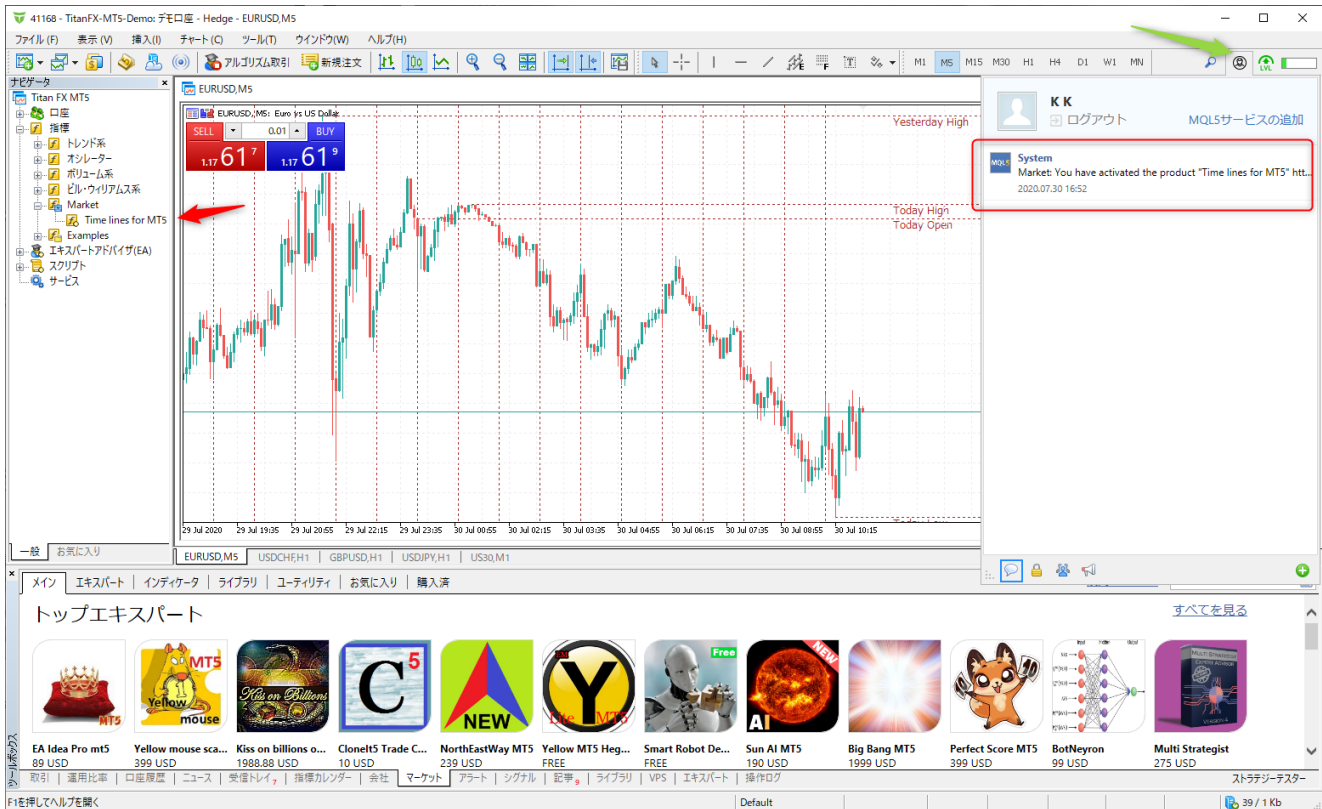 41168 - TitanFX-MT5-Demo: デモ口座 - Hedge - EURUSD,M5
ファイル(F) 表示(V) 挿入(I) チャート(C) ツール(T) ウインドウ(W) ヘルプ(H)
アルゴリズム取引 新規注文 M1 M5 M15 M30 H1 H4 D1 W1 MN LVL
ナビゲータ
Titan FX MT5
口座
指標
トレンド系
オシレーター
ボリューム系
ビル・ウィリアムス系
Market
Time lines for MT5
Examples
エキスパートアドバイザ(EA)
スクリプト
サービス
一般 お気に入り
EURUSD,M5
EURUSD, M5: Euro vs US Dollar
SELL 0.01 BUY
1.17 61 7 1.17 61 9
Yesterday High
Today High
Today Open
29 Jul 2020 29 Jul 19:35 29 Jul 20:55 29 Jul 22:15 29 Jul 23:35 30 Jul 00:55 30 Jul 02:15 30 Jul 03:35 30 Jul 04:55 30 Jul 06:15 30 Jul 07:35 30 Jul 08:55 30 Jul 10:15
EURUSD,M5 USDCHF,H1 GBPUSD,H1 USDJPY,H1 US30,M1
K K
ログアウト MQL5サービスの追加
MQL5 System
Market: You have activated the product "Time lines for MT5" htt...
2020.07.30 16:52
メイン エキスパート インディケータ ライブラリ ユーティリティ お気に入り 購入済
トップエキスパート すべてを見る
MT5 MT5 Yellow mouse Kiss on Billions C5 NEW Y Lite MT5 Free AI NEW MULTI STRATEGIST VERSION 4
EA Idea Pro mt5 Yellow mouse sca... Kiss on billions o... CloneIt5 Trade C... NorthEastWay MT5 Yellow MT5 Heg... Smart Robot De... Sun AI MT5 Big Bang MT5 Perfect Score MT5 BotNeyron Multi Strategist
89 USD 399 USD 1988.88 USD 10 USD 239 USD FREE FREE 190 USD 1999 USD 399 USD 99 USD 275 USD
取引 運用比率 口座履歴 ニュース 受信トレイ7 指標カレンダー 会社 マーケット アラート シグナル 記事9 ライブラリ VPS エキスパート 操作ログ ストラテジーテスター
ツールボックス
F1を押してヘルプを開く Default 39 / 1 Kb